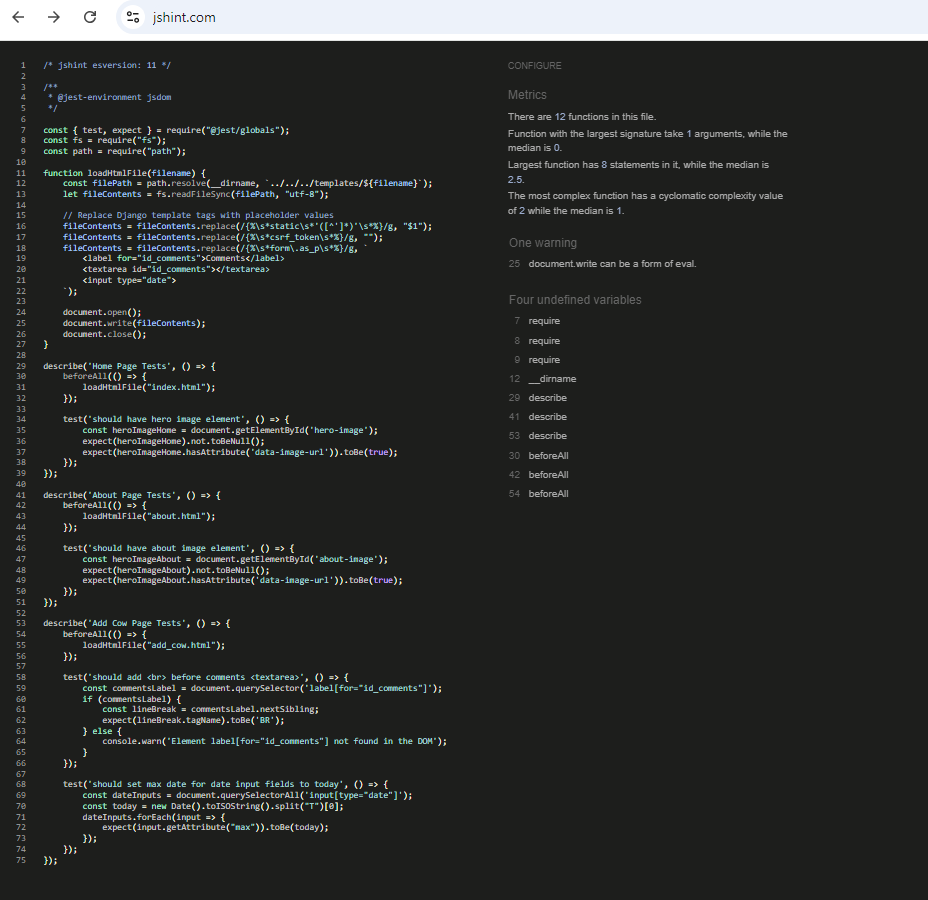 jshint.com
1 /* jshint esversion: 11 */
2
3 /**
4 * @jest-environment jsdom
5 */
6
7 const { test, expect } = require("@jest/globals");
8 const fs = require("fs");
9 const path = require("path");
10
11 function loadHtmlFile(filename) {
12 const filePath = path.resolve(__dirname, `../../../templates/${filename}`);
13 let fileContents = fs.readFileSync(filePath, "utf-8");
14
15 // Replace Django template tags with placeholder values
16 fileContents = fileContents.replace(/{%\s*static\s*'([^']*)'\s*%}/g, "$1");
17 fileContents = fileContents.replace(/{%\s*csrf_token\s*%}/g, "");
18 fileContents = fileContents.replace(/{%\s*form\.as_p\s*%}/g, `
19 <label for="id_comments">Comments</label>
20 <textarea id="id_comments"></textarea>
21 <input type="date">
22 `);
23
24 document.open();
25 document.write(fileContents);
26 document.close();
27 }
28
29 describe('Home Page Tests', () => {
30 beforeAll(() => {
31 loadHtmlFile("index.html");
32 });
33
34 test('should have hero image element', () => {
35 const heroImageHome = document.getElementById('hero-image');
36 expect(heroImageHome).not.toBeNull();
37 expect(heroImageHome.hasAttribute('data-image-url')).toBe(true);
38 });
39 });
40
41 describe('About Page Tests', () => {
42 beforeAll(() => {
43 loadHtmlFile("about.html");
44 });
45
46 test('should have about image element', () => {
47 const heroImageAbout = document.getElementById('about-image');
48 expect(heroImageAbout).not.toBeNull();
49 expect(heroImageAbout.hasAttribute('data-image-url')).toBe(true);
50 });
51 });
52
53 describe('Add Cow Page Tests', () => {
54 beforeAll(() => {
55 loadHtmlFile("add_cow.html");
56 });
57
58 test('should add <br> before comments <textarea>', () => {
59 const commentsLabel = document.querySelector('label[for="id_comments"]');
60 if (commentsLabel) {
61 const lineBreak = commentsLabel.nextSibling;
62 expect(lineBreak.tagName).toBe('BR');
63 } else {
64 console.warn('Element label[for="id_comments"] not found in the DOM');
65 }
66 });
67
68 test('should set max date for date input fields to today', () => {
69 const dateInputs = document.querySelectorAll('input[type="date"]');
70 const today = new Date().toISOString().split("T")[0];
71 dateInputs.forEach(input => {
72 expect(input.getAttribute("max")).toBe(today);
73 });
74 });
75 });
CONFIGURE
Metrics
There are 12 functions in this file.
Function with the largest signature take 1 arguments, while the
median is 0.
Largest function has 8 statements in it, while the median is
2.5.
The most complex function has a cyclomatic complexity value
of 2 while the median is 1.
One warning
25 document.write can be a form of eval.
Four undefined variables
7 require
8 require
9 require
12 __dirname
29 describe
41 describe
53 describe
30 beforeAll
42 beforeAll
54 beforeAll